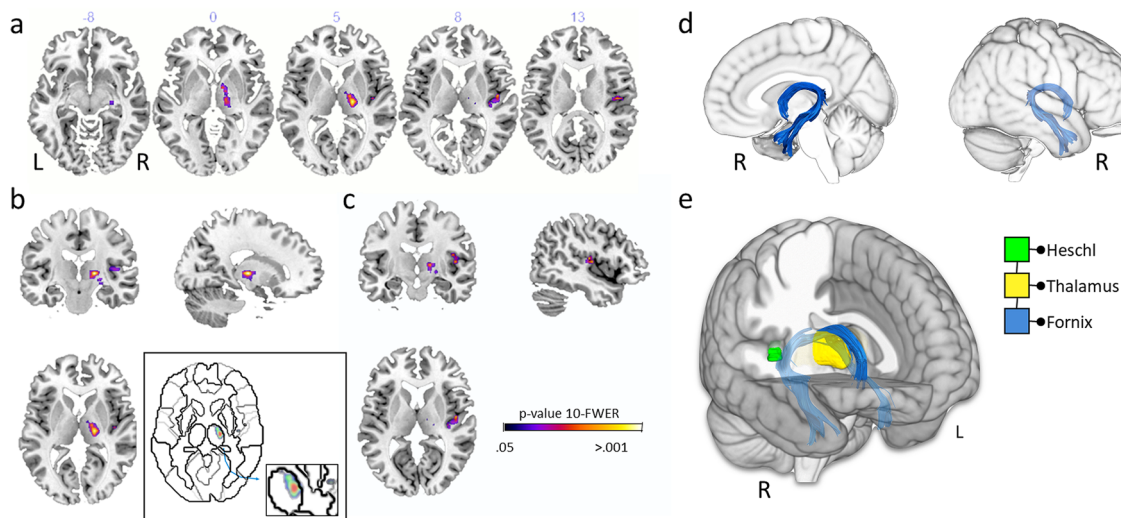 a
-8 0 5 8 13
L R
b
c
p-value 10-FWER
.05 >.001
d
R R
e
Heschl
Thalamus
Fornix
L
R